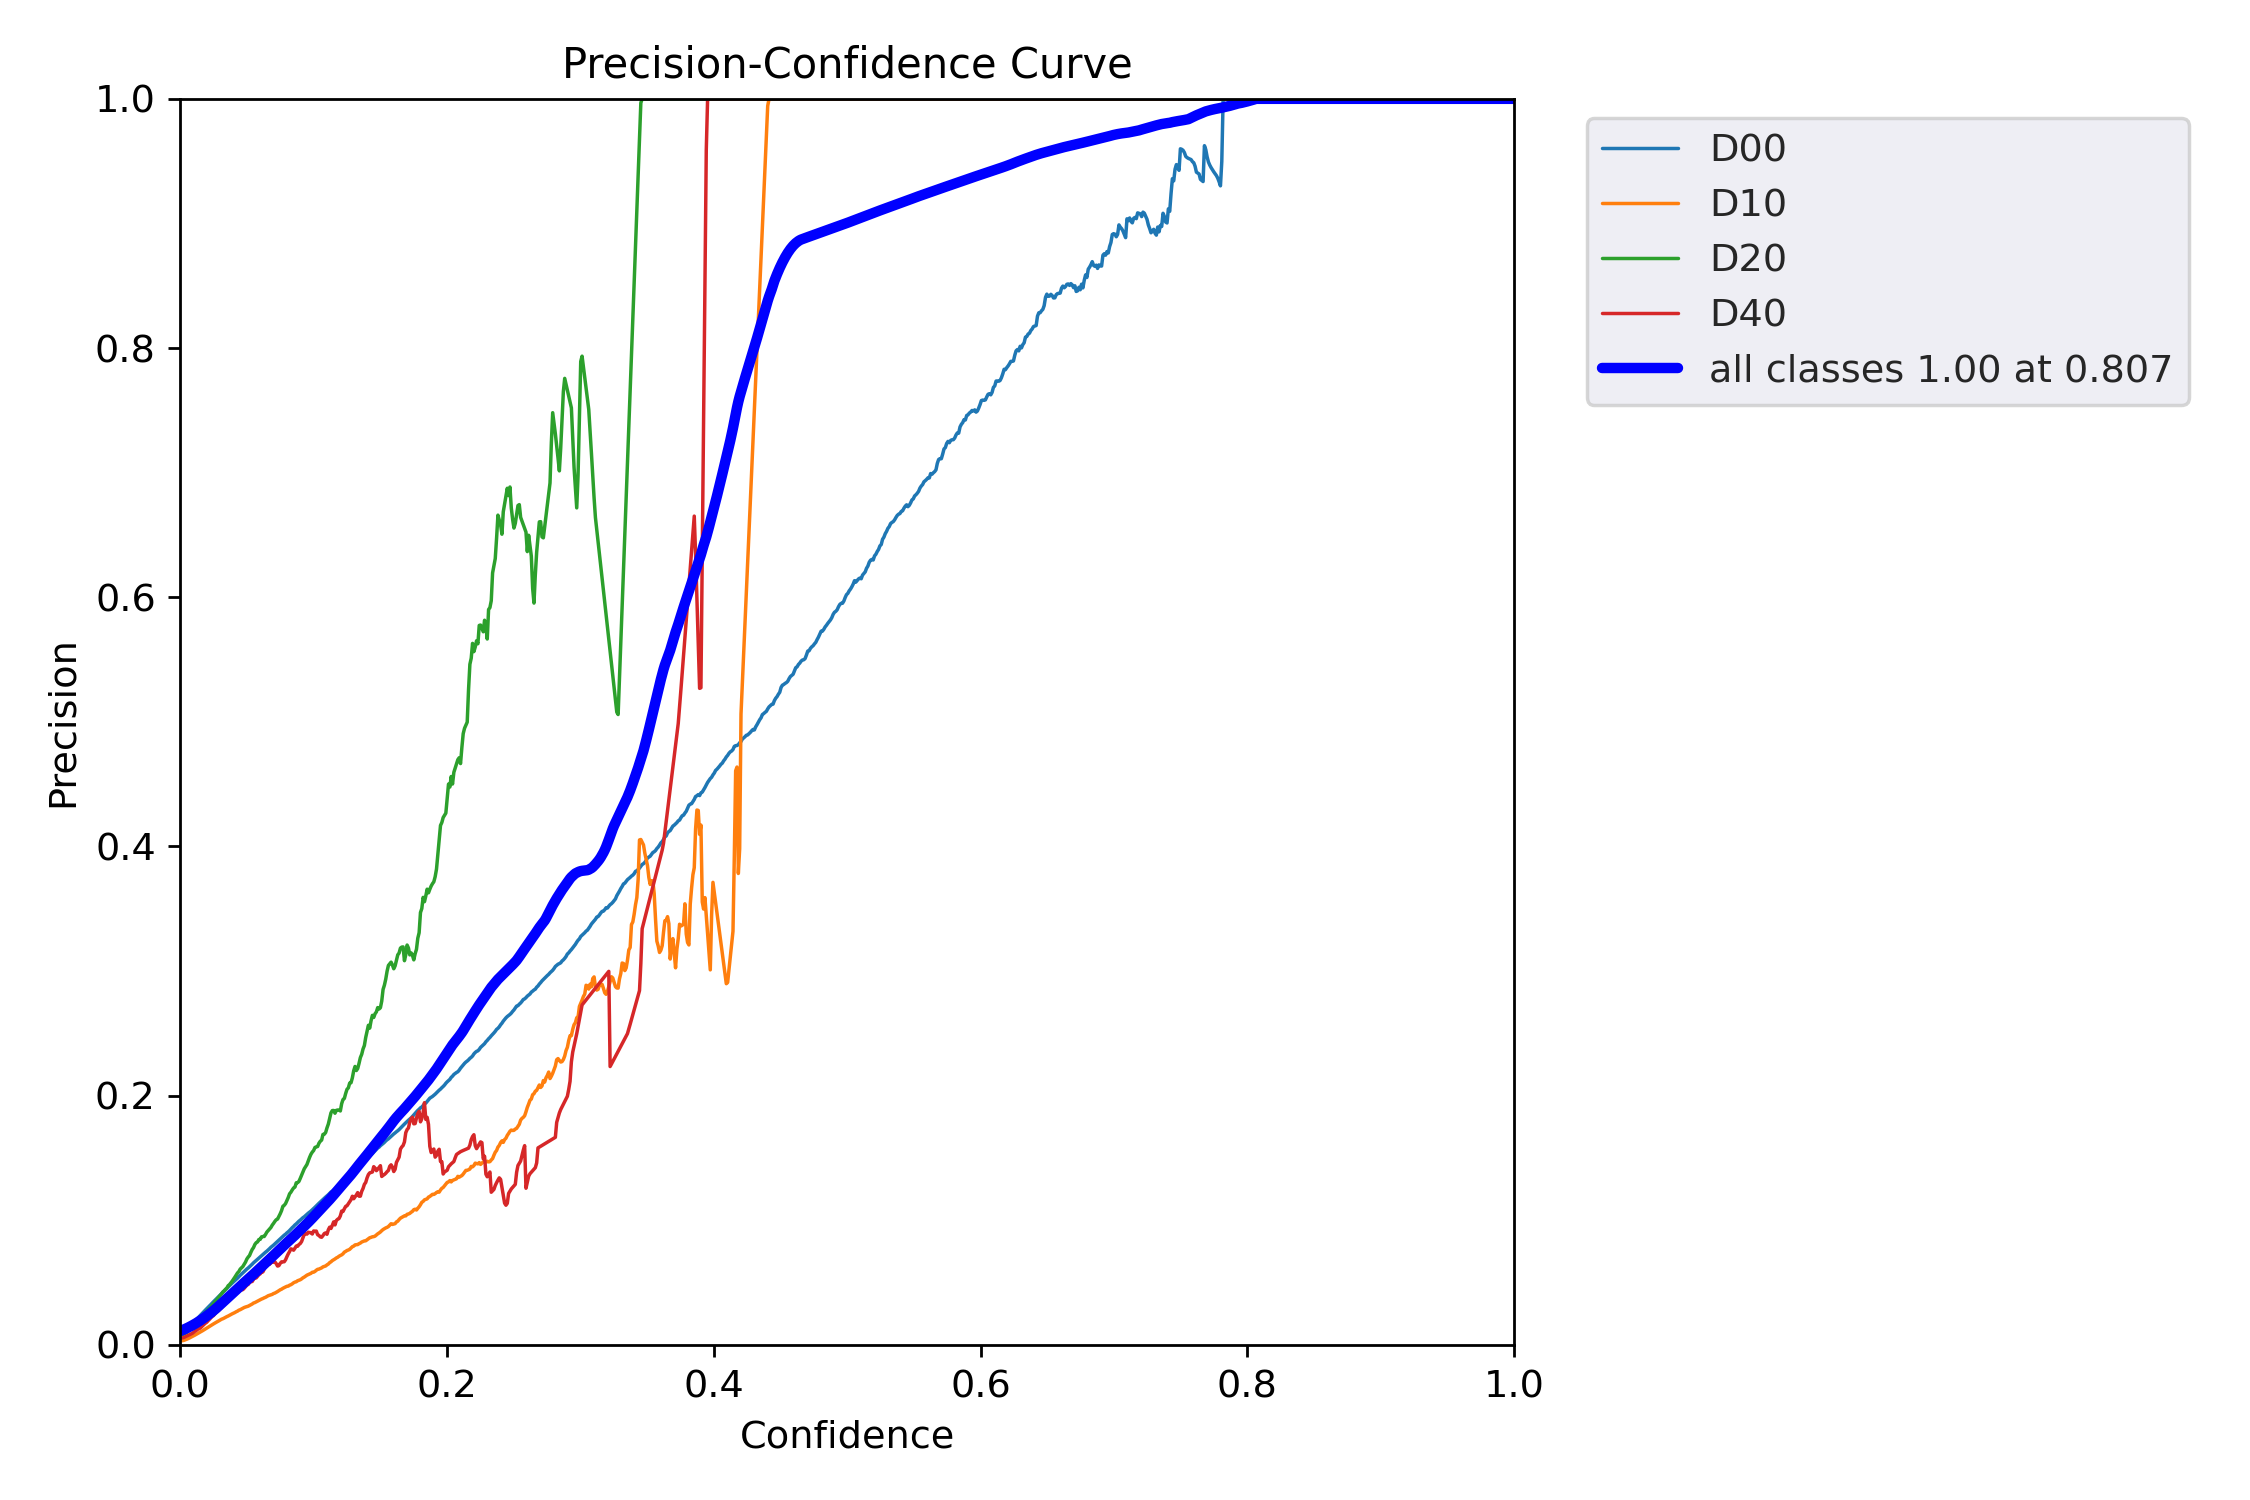 Precision-Confidence Curve
1.0
0.8
0.6
0.4
0.2
0.0
Precision
0.0 0.2 0.4 0.6 0.8 1.0
Confidence
D00
D10
D20
D40
all classes 1.00 at 0.807